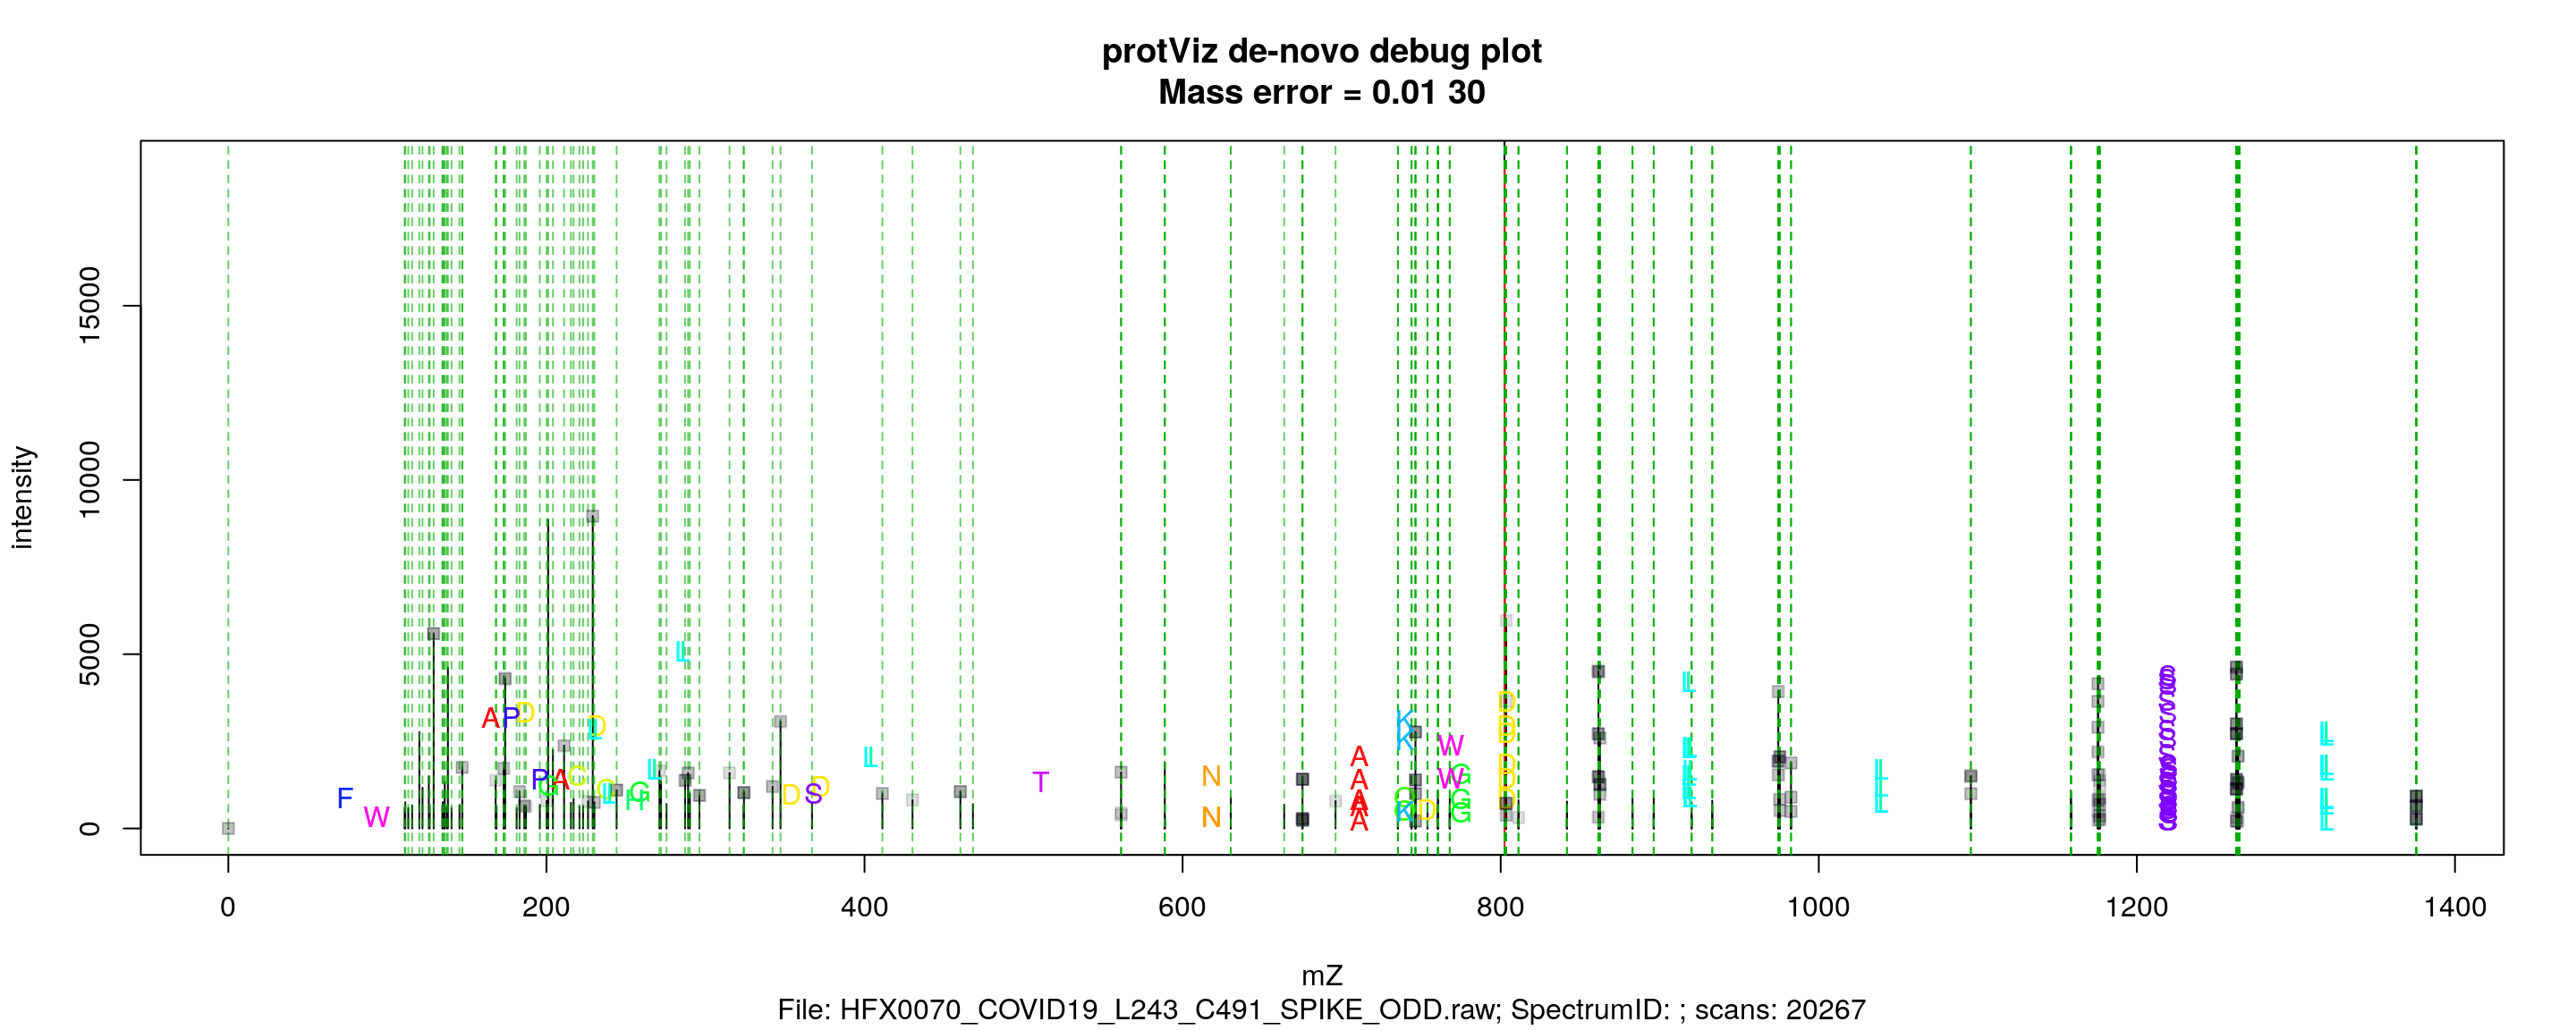 protViz de-novo debug plot
Mass error = 0.01 30
intensity
15000
10000
5000
0
L
A P D
D
L
L
L
F
W
P G A C
C
L
H G
D S D
T
N
N
A
A
A
A
A
K
K
K
G
G
D
W
W
G
G
G
D
D
D
D
D
L
L
L
L
L
L
L
S
S
S
S
S
S
S
S
L
L
L
L
0 200 400 600 800 1000 1200 1400
mZ
File: HFX0070_COVID19_L243_C491_SPIKE_ODD.raw; SpectrumID: ; scans: 20267